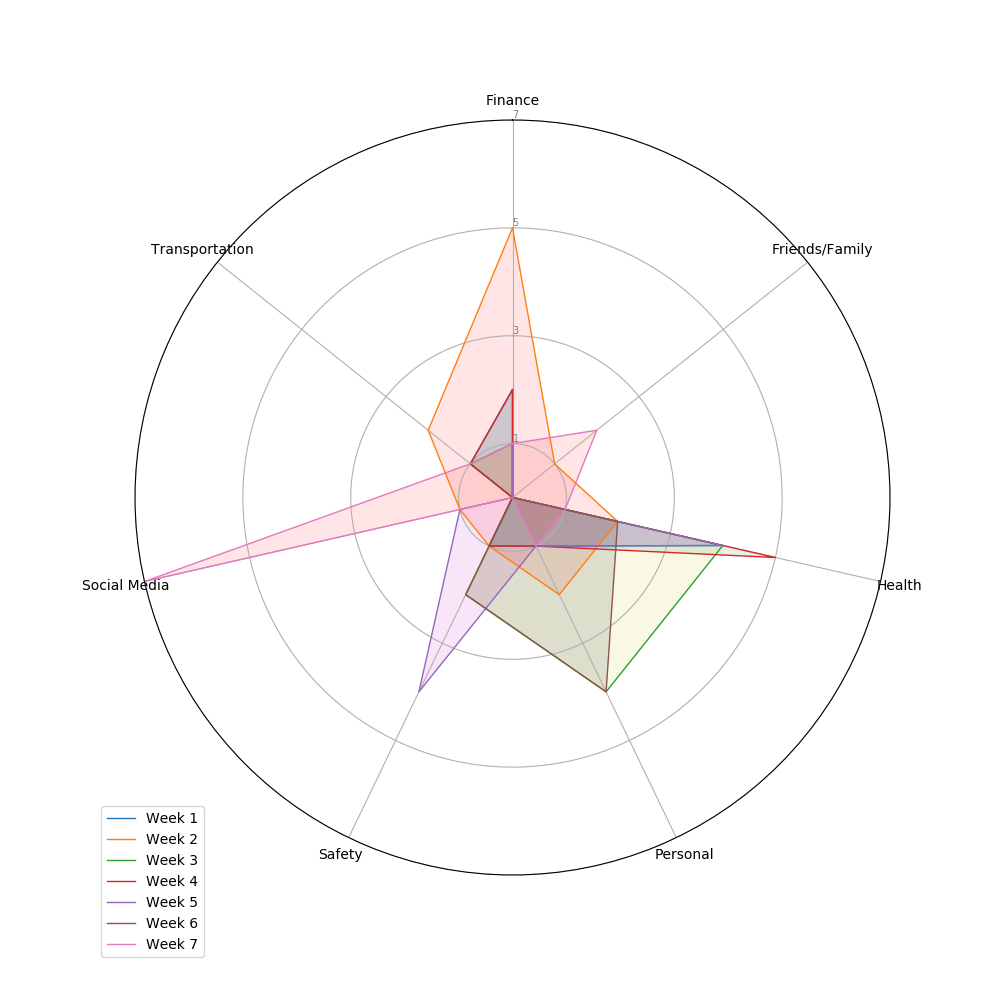 Finance
7
5
Transportation
Friends/Family
3
1
Social Media
Health
Safety
Personal
Week 1
Week 2
Week 3
Week 4
Week 5
Week 6
Week 7